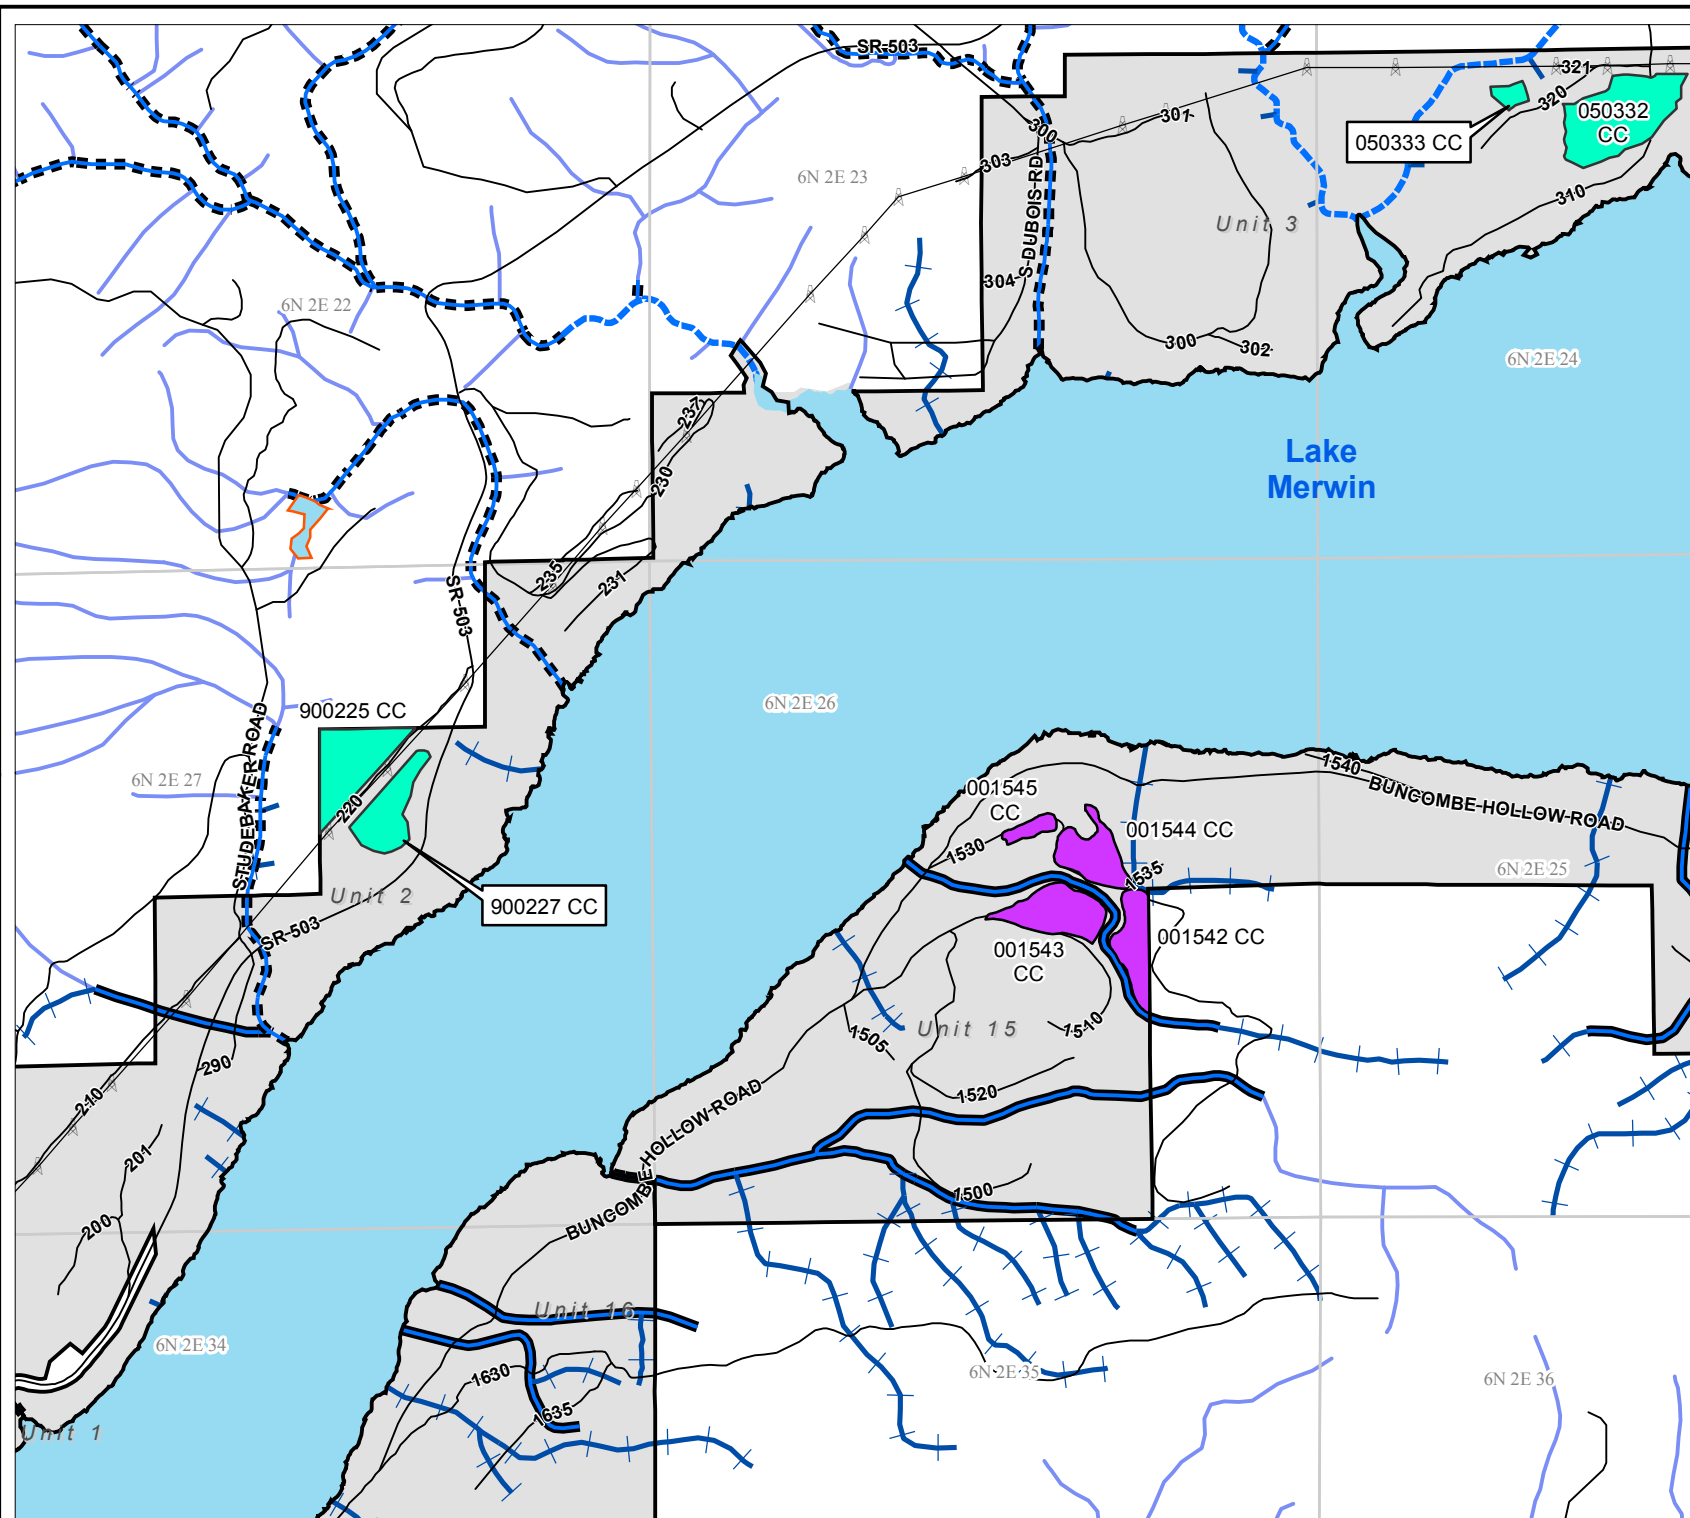 SR-503
321
320
050332
CC
301
300
050333 CC
303
6N 2E 23
S-DUBOIS-RD
310
Unit 3
304
6N 2E 22
300
302
6N 2E 24
237
Lake
Merwin
230
235
231
SR-503
6N 2E 26
900225 CC
STUDEBAKER ROAD
6N 2E 27
1540
BUNCOMBE-HOLLOW-ROAD
001545
CC
220
001544 CC
1530
1535
6N 2E 25
Unit 2
900227 CC
SR-503
001543
CC
001542 CC
Unit 15
1505
1510
290
210
1520
BUNCOMBE-HOLLOW-ROAD
201
1500
200
Unit 16
6N 2E 34
6N 2E 35
6N 2E 36
1630
1635
Unit 1